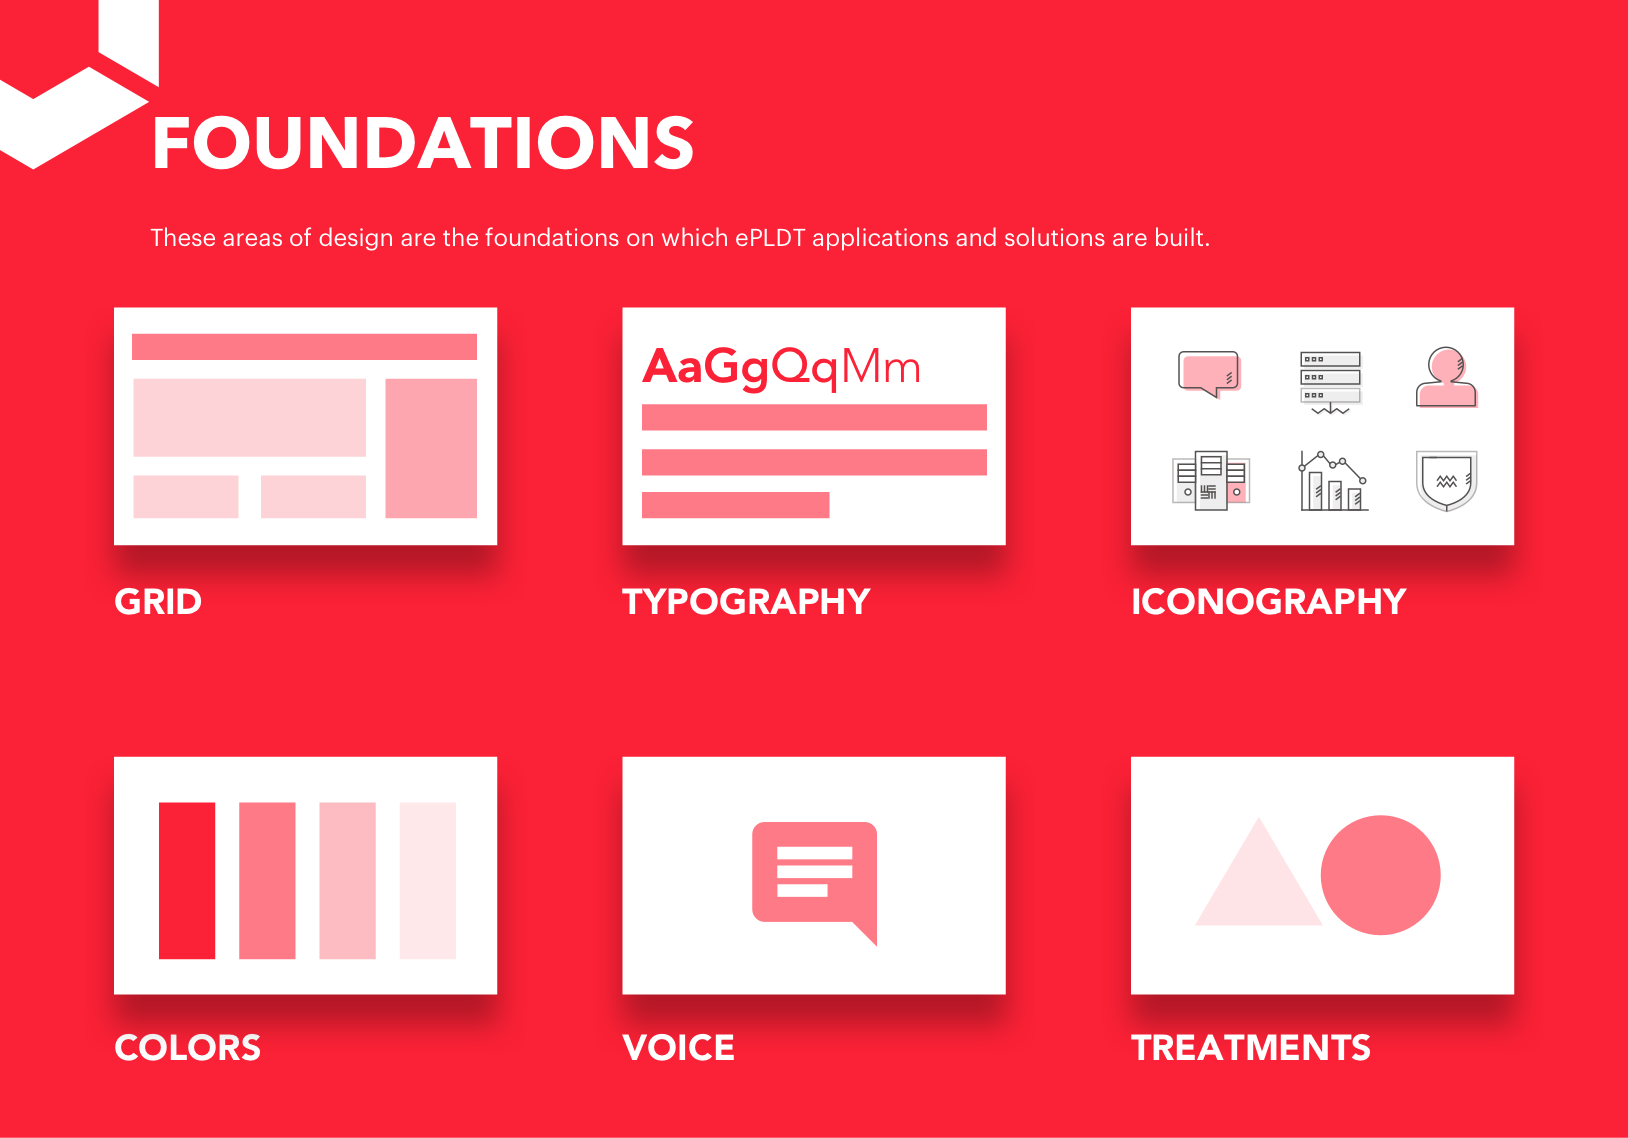 FOUNDATIONS
These areas of design are the foundations on which ePLDT applications and solutions are built.
AaGgQqMm
GRID
TYPOGRAPHY
ICONOGRAPHY
COLORS
VOICE
TREATMENTS